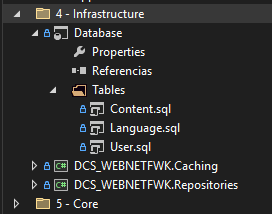 4 - Infrastructure
Database
Properties
Referencias
Tables
Content.sql
Language.sql
User.sql
C# DCS_WEBNETFWK.Caching
C# DCS_WEBNETFWK.Repositories
5 - Core